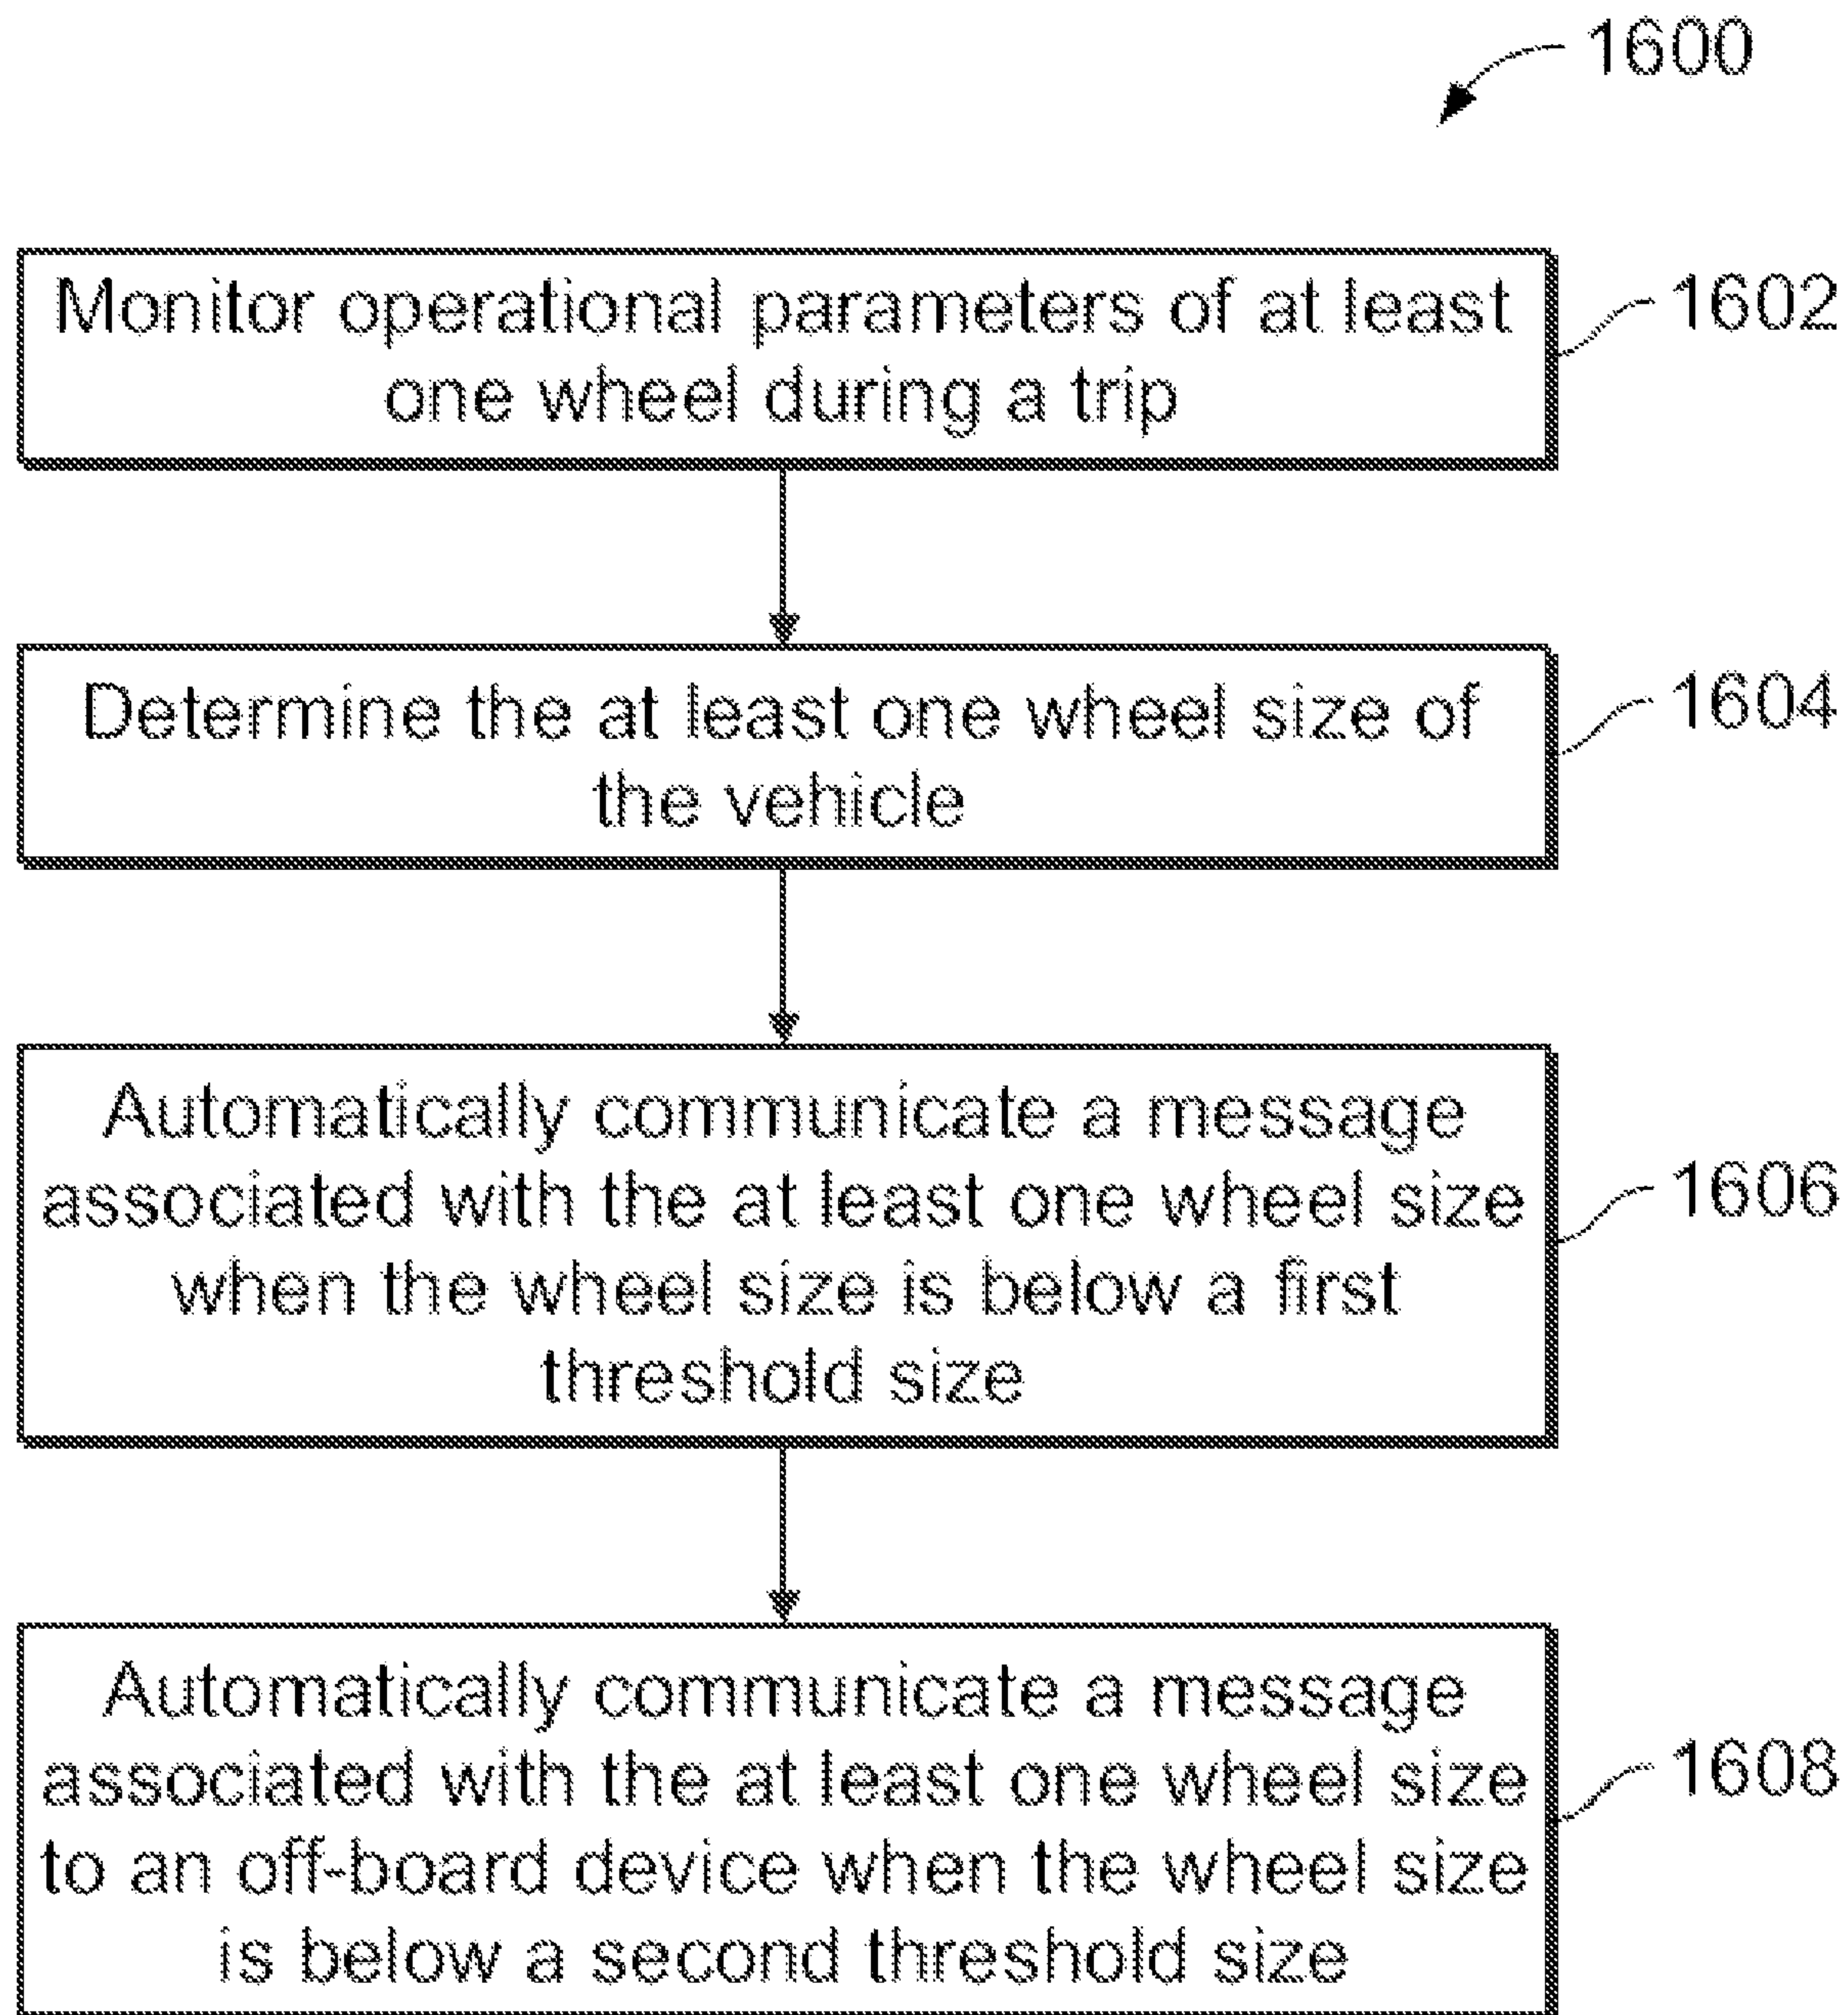 1600
Monitor operational parameters of at least
one wheel during a trip
1602
Determine the at least one wheel size of
the vehicle
1604
Automatically communicate a message
associated with the at least one wheel size
when the wheel size is below a first
threshold size
1606
Automatically communicate a message
associated with the at least one wheel size
to an off-board device when the wheel size
is below a second threshold size
1608